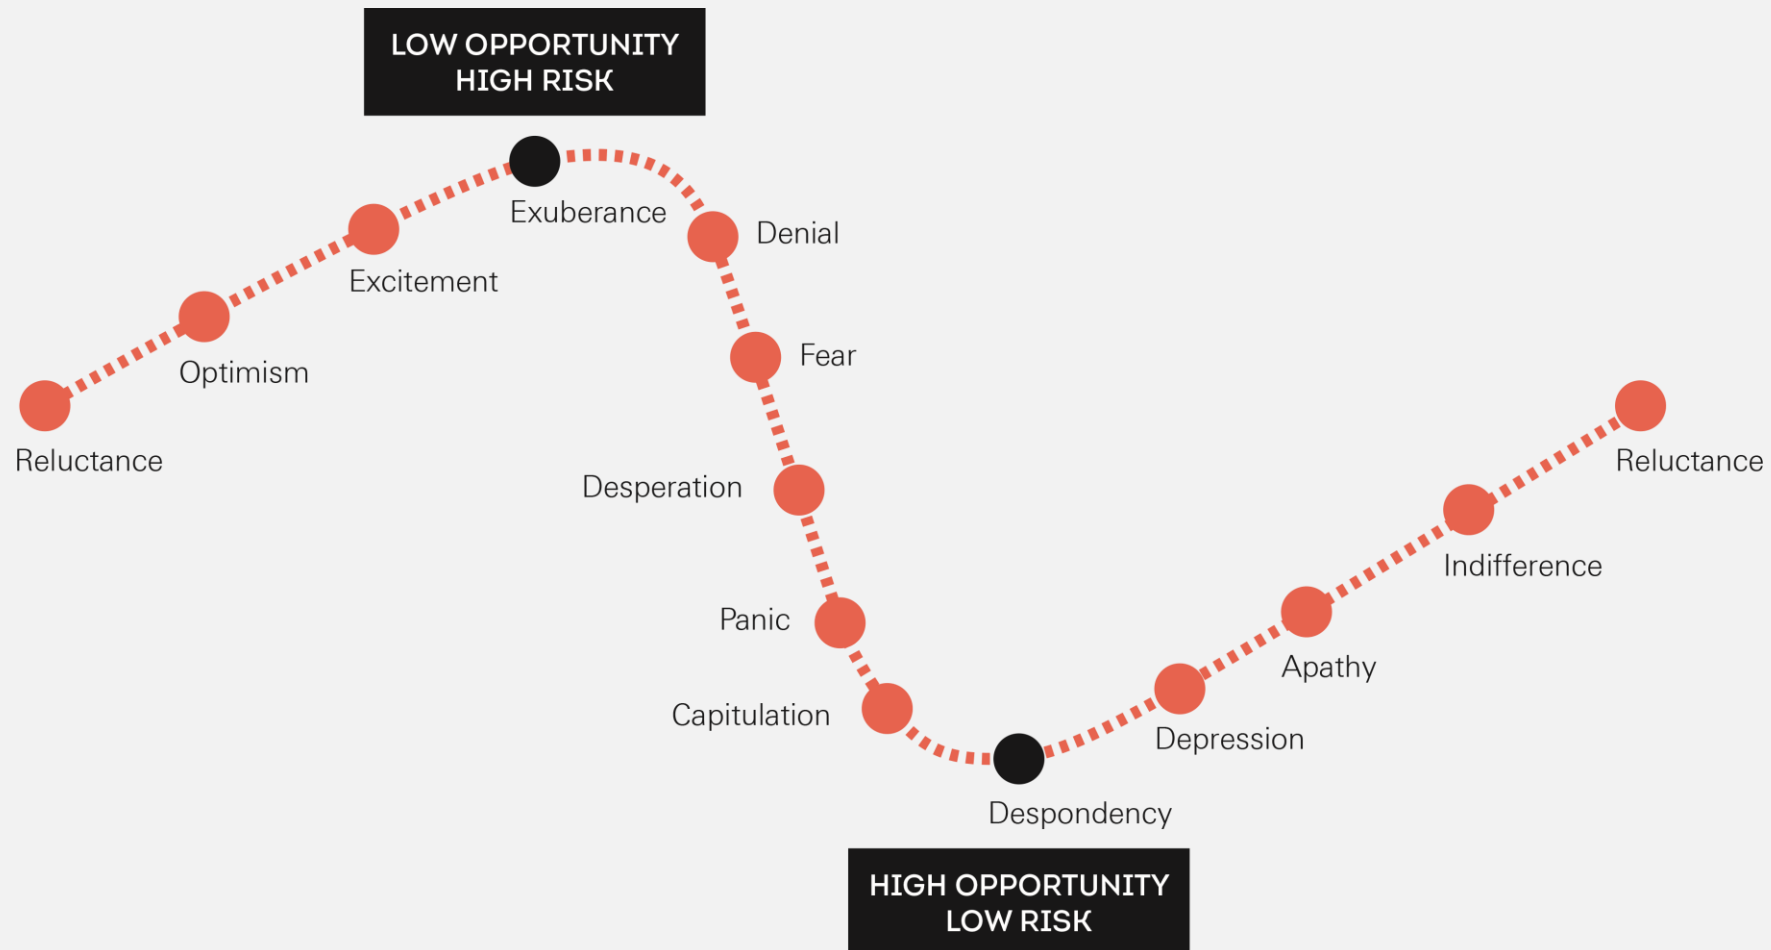 LOW OPPORTUNITY
HIGH RISK
Exuberance
Denial
Excitement
Fear
Optimism
Reluctance
Desperation
Reluctance
Indifference
Panic
Apathy
Capitulation
Depression
Despondency
HIGH OPPORTUNITY
LOW RISK